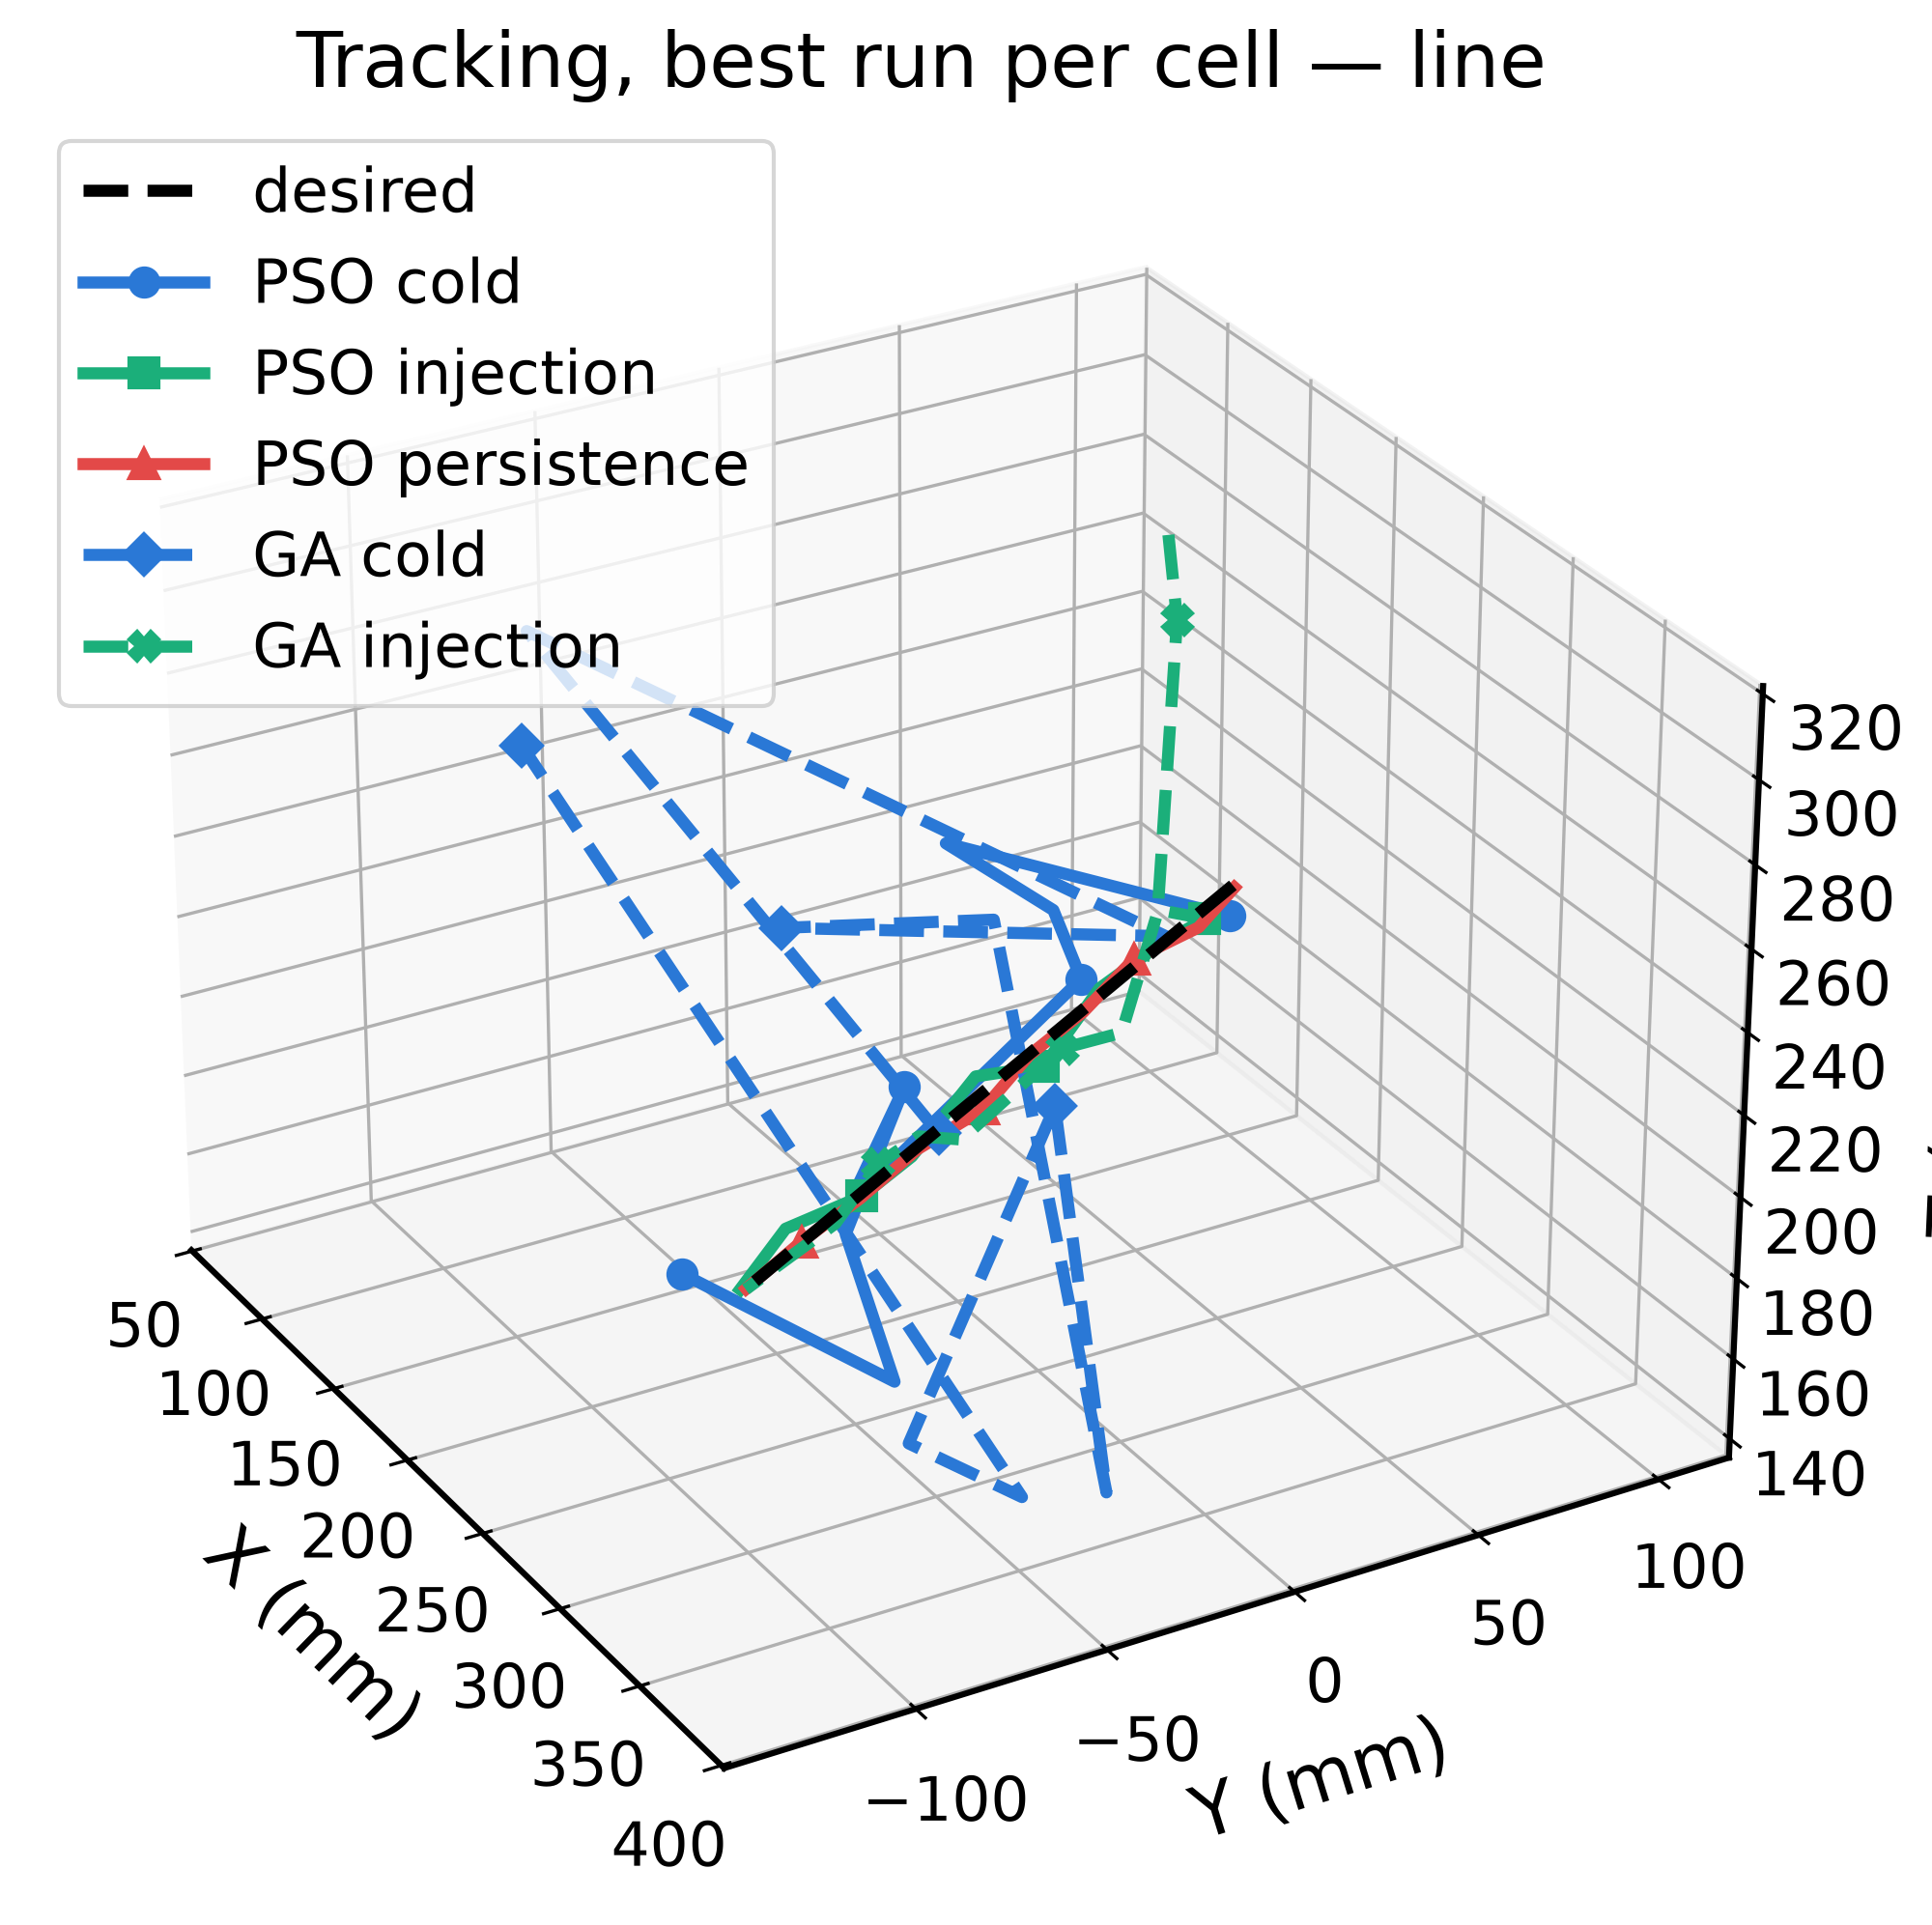 Tracking, best run per cell — line
desired
PSO cold
PSO injection
PSO persistence
GA cold
GA injection
320
300
280
260
240
220
200
180
160
140
50
100
150
200
250
300
350
400
X (mm)
−100
−50
0
50
100
Y (mm)